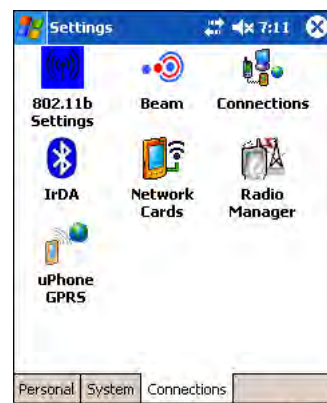 Settings 7:11
802.11b Settings
Beam
Connections
IrDA
Network Cards
Radio Manager
uPhone GPRS
Personal System Connections